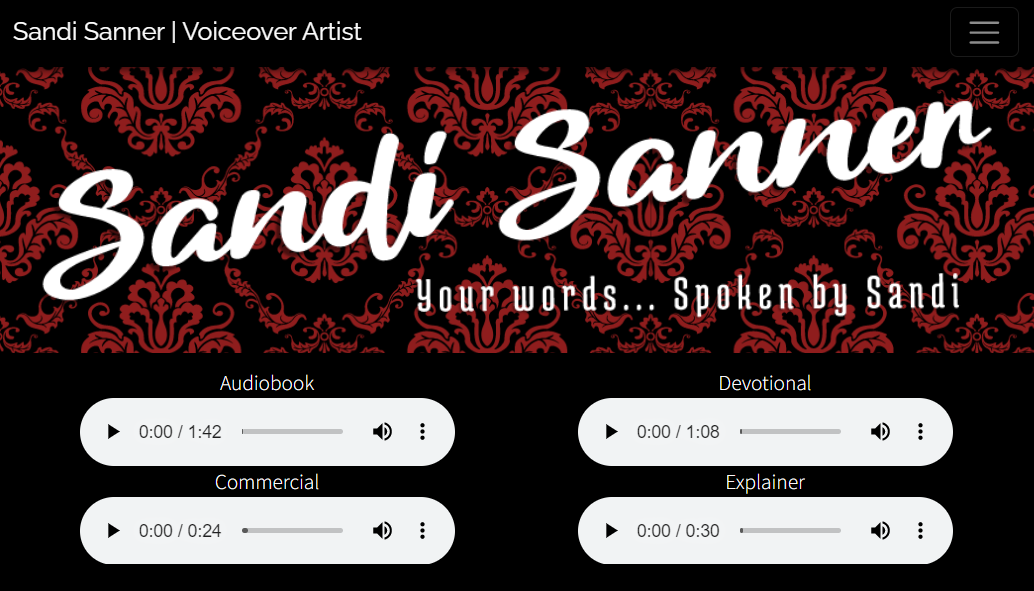 Sandi Sanner | Voiceover Artist
Sandi Sanner
Your words... Spoken by Sandi
Audiobook
0:00 / 1:42
Devotional
0:00 / 1:08
Commercial
0:00 / 0:24
Explainer
0:00 / 0:30